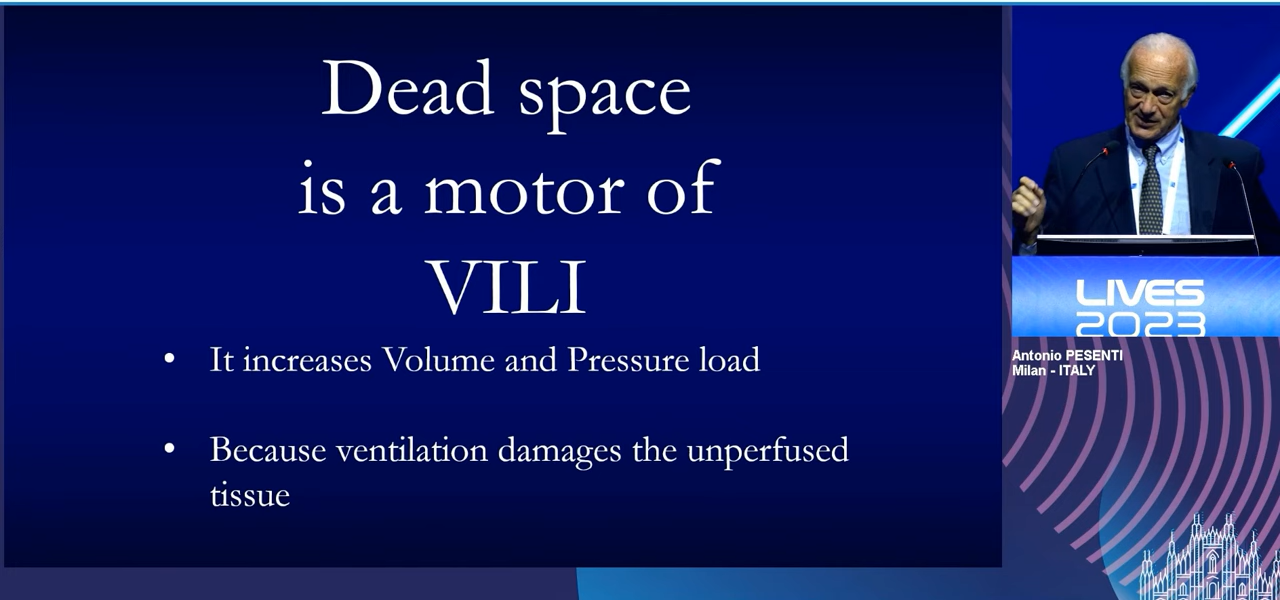 Dead space
is a motor of
VILI
• It increases Volume and Pressure load
• Because ventilation damages the unperfused
tissue
LIVES
2023
Antonio PESENTI
Milan - ITALY